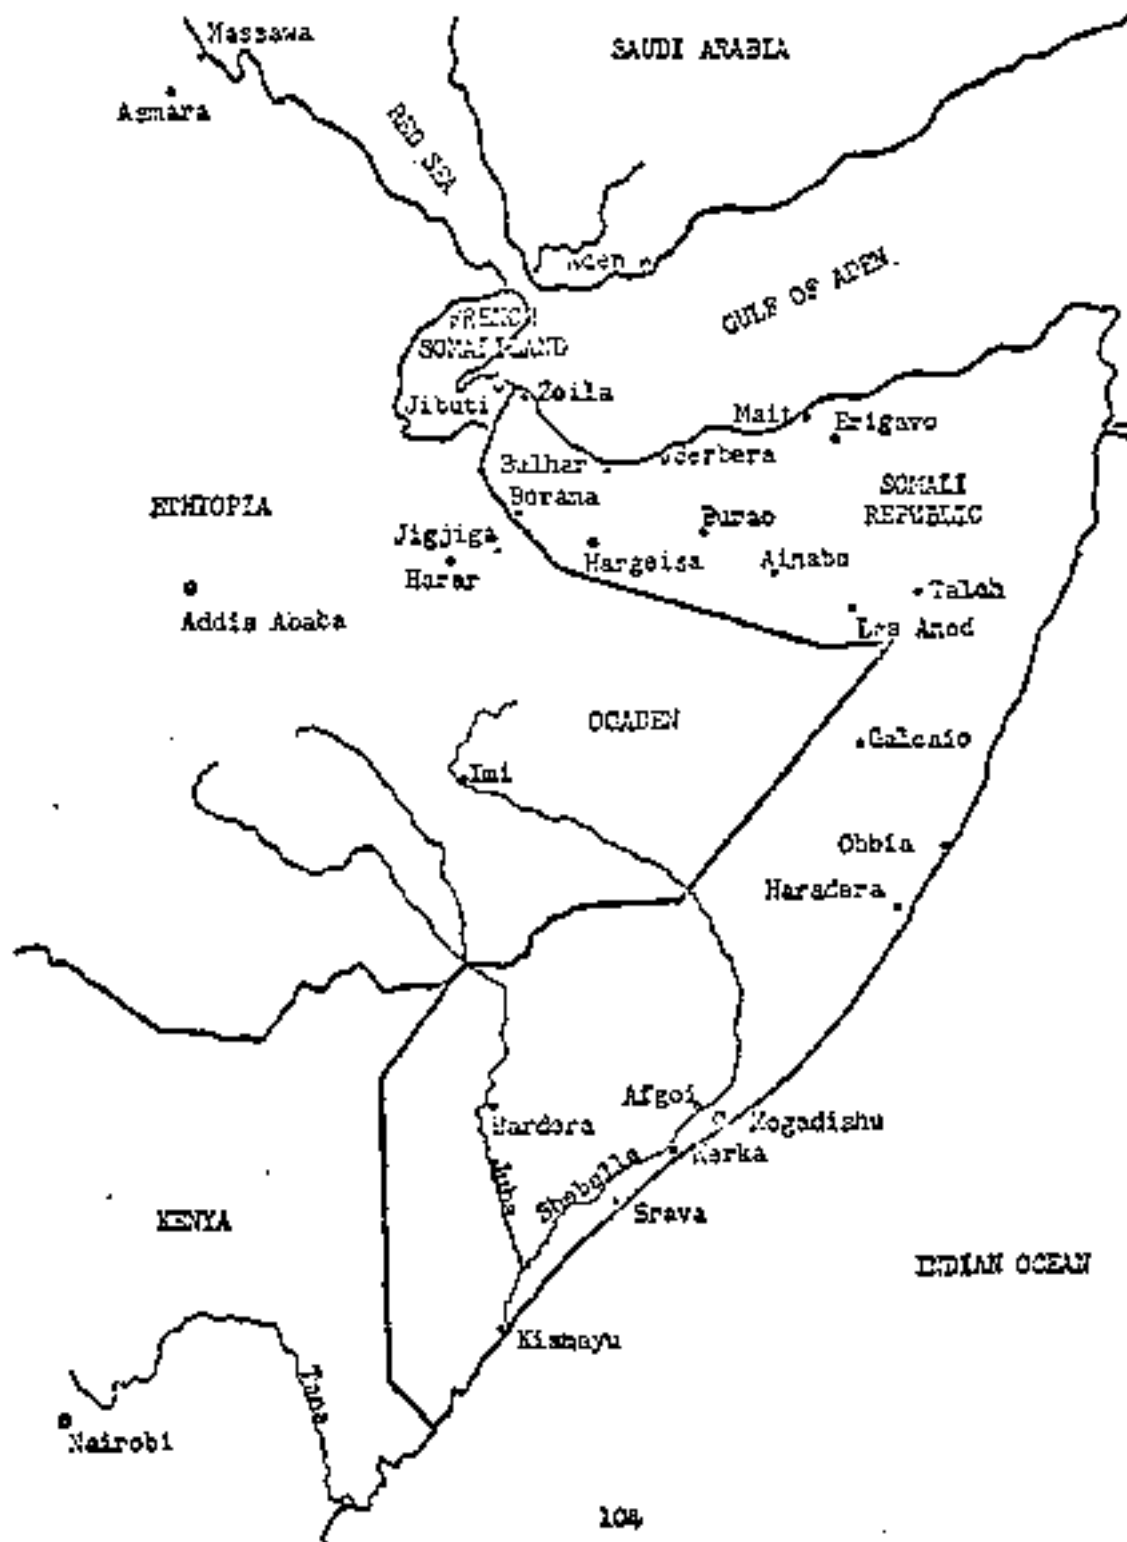 Massawa
SAUDI ARABIA
Asmara
RED SEA
Aden
GULF OF ADEN
FRENCH
SOMALILAND
Jibuti
Zeila
Mait
Erigavo
Bulhar
Berbera
SOMALI
REPUBLIC
ETHIOPIA
Borama
Burao
Jigjiga
Hargeisa
Ainabo
Harar
Taleh
Addis Ababa
Las Anod
OGADEN
Galcaio
Imi
Obbia
Haradera
Afgoi
Mogadishu
Bardera
Merka
Juba
Shebelle
Brava
KENYA
INDIAN OCEAN
Kismayu
Tana
Nairobi
104